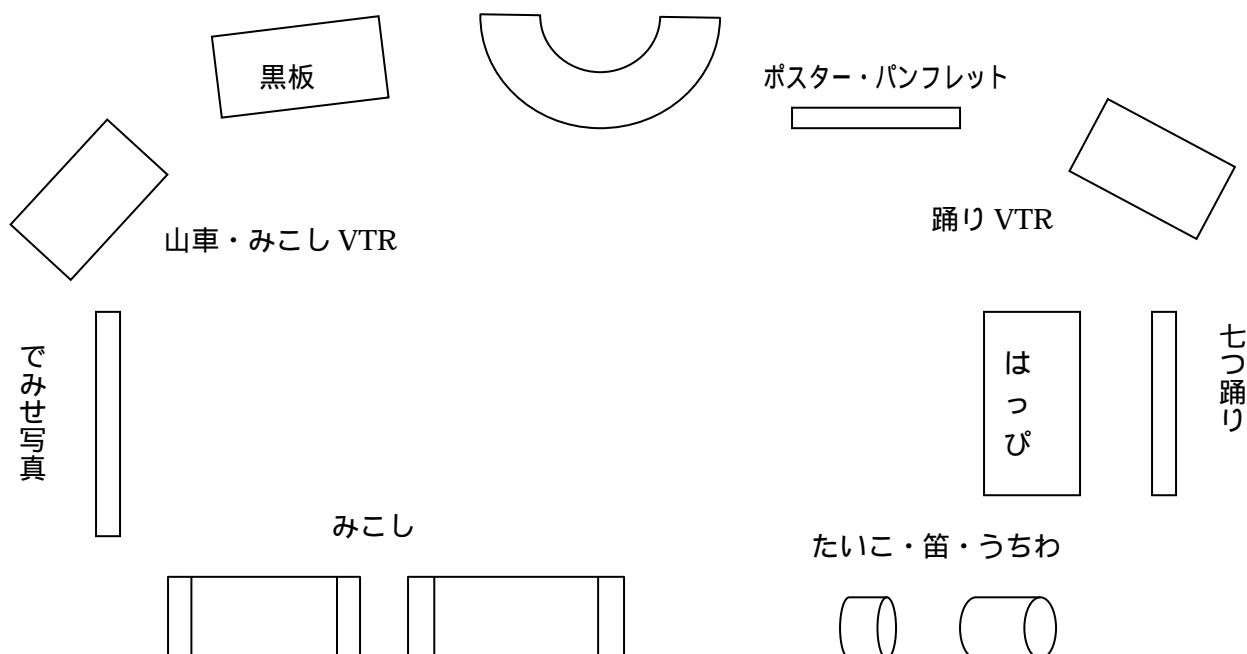 黒板
ポスター・パンフレット
踊り VTR
山車・みこし VTR
でみせ写真
はっぴ
七つ踊り
みこし
たいこ・笛・うちわ